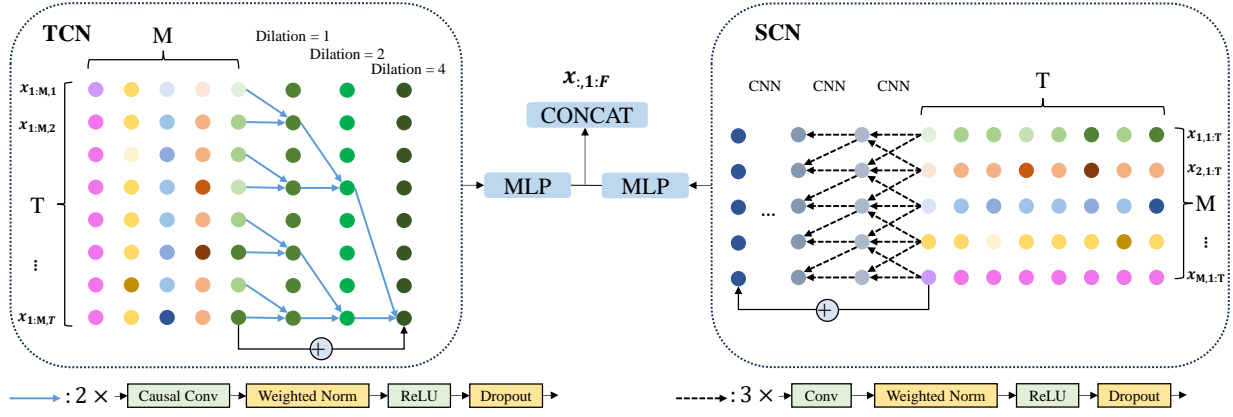 TCN
M
Dilation = 1
Dilation = 2
Dilation = 4
x1:M,1
x1:M,2
T
⋮
x1:M,T
+
x:,1:F
CONCAT
MLP
MLP
SCN
CNN
CNN
CNN
T
x1,1:T
x2,1:T
M
⋮
xM,1:T
...
+
: 2 ×
Causal Conv
Weighted Norm
ReLU
Dropout
: 3 ×
Conv
Weighted Norm
ReLU
Dropout